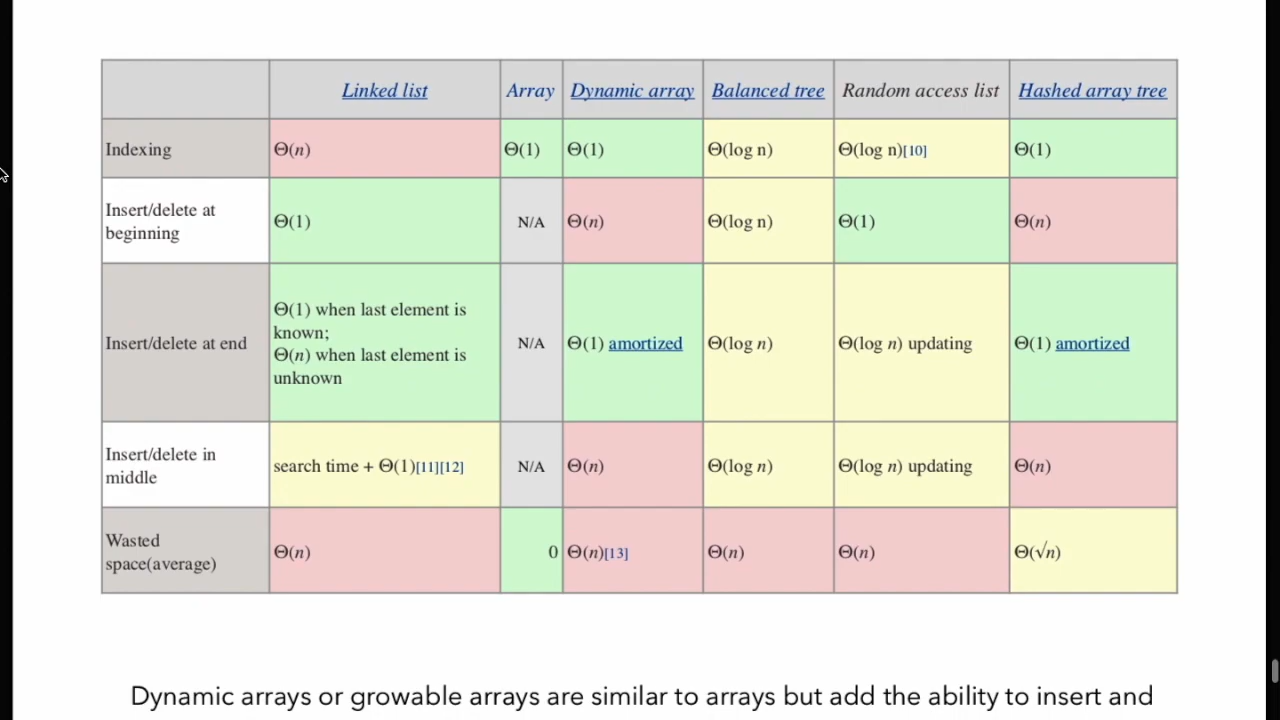 Linked list Array Dynamic array Balanced tree Random access list Hashed array tree
Indexing Θ(n) Θ(1) Θ(1) Θ(log n) Θ(log n)[10] Θ(1)
Insert/delete at
beginning Θ(1) N/A Θ(n) Θ(log n) Θ(1) Θ(n)
Insert/delete at end
Θ(1) when last element is
known;
Θ(n) when last element is
unknown
N/A Θ(1) amortized Θ(log n) Θ(log n) updating Θ(1) amortized
Insert/delete in
middle
search time + Θ(1)[11][12] N/A Θ(n) Θ(log n) Θ(log n) updating Θ(n)
Wasted
space(average)
Θ(n) 0 Θ(n)[13] Θ(n) Θ(n) Θ(√n)
Dynamic arrays or growable arrays are similar to arrays but add the ability to insert and